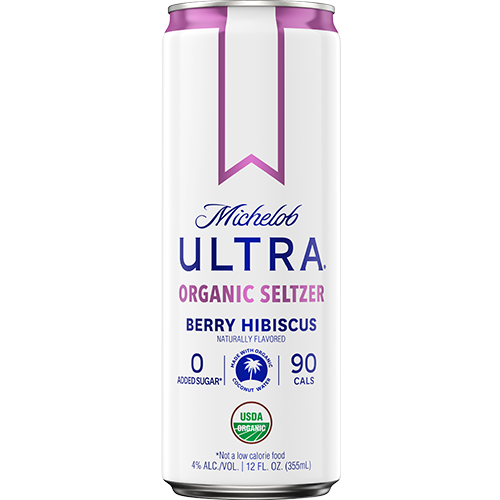 Michelob
ULTRA®
ORGANIC SELTZER
BERRY HIBISCUS
NATURALLY FLAVORED
0
ADDED SUGAR*
MADE WITH ORGANIC
COCONUT WATER
90
CALS
USDA
ORGANIC
*Not a low calorie food
4% ALC./VOL. | 12 FL. OZ. (355mL)